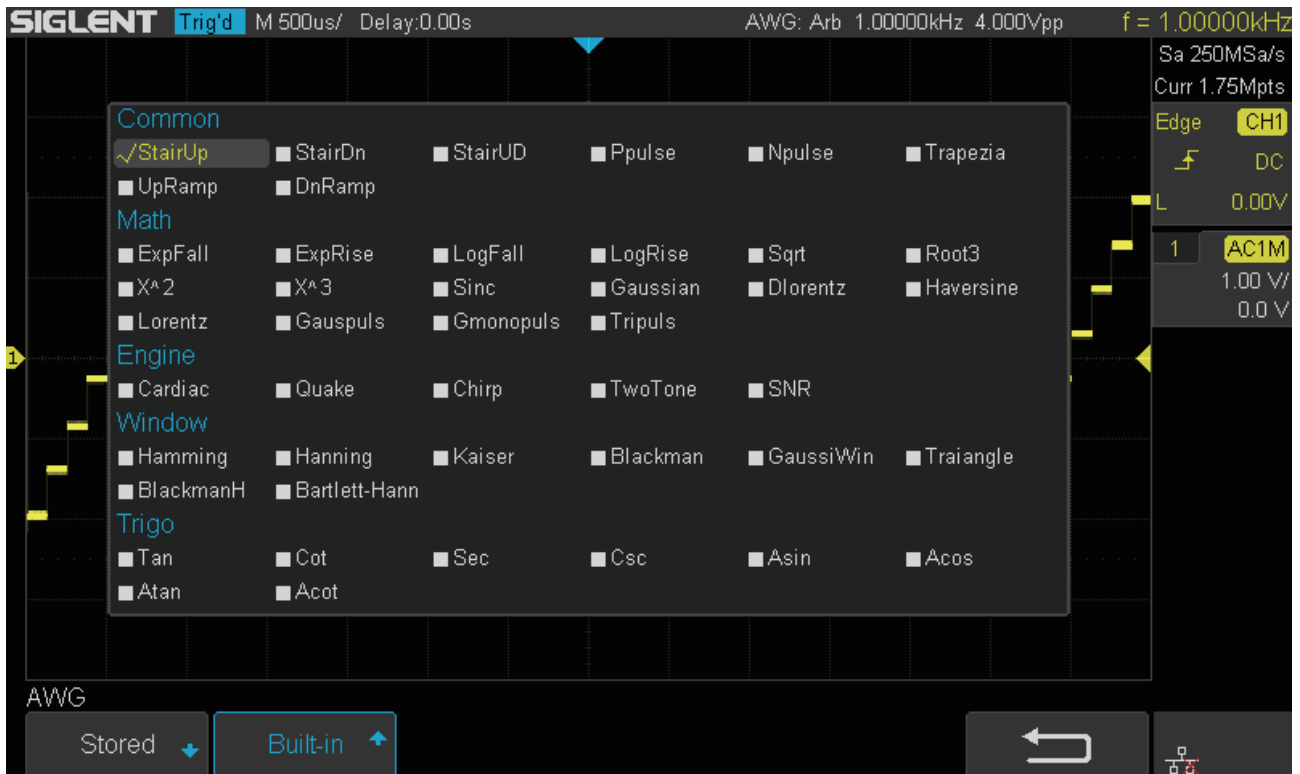 SIGLENT Trig'd M 500us/ Delay:0.00s AWG: Arb 1.00000kHz 4.000Vpp f = 1.00000kHz
Sa 250MSa/s
Curr 1.75Mpts
Edge CH1
DC
L 0.00V
1 AC1M
1.00 V/
0.0 V
Common
StairUp StairDn StairUD Ppulse Npulse Trapezia
UpRamp DnRamp
Math
ExpFall ExpRise LogFall LogRise Sqrt Root3
X^2 X^3 Sinc Gaussian Dlorentz Haversine
Lorentz Gauspuls Gmonopuls Tripuls
Engine
Cardiac Quake Chirp TwoTone SNR
Window
Hamming Hanning Kaiser Blackman GaussiWin Traiangle
BlackmanH Bartlett-Hann
Trigo
Tan Cot Sec Csc Asin Acos
Atan Acot
1
AWG
Stored Built-in